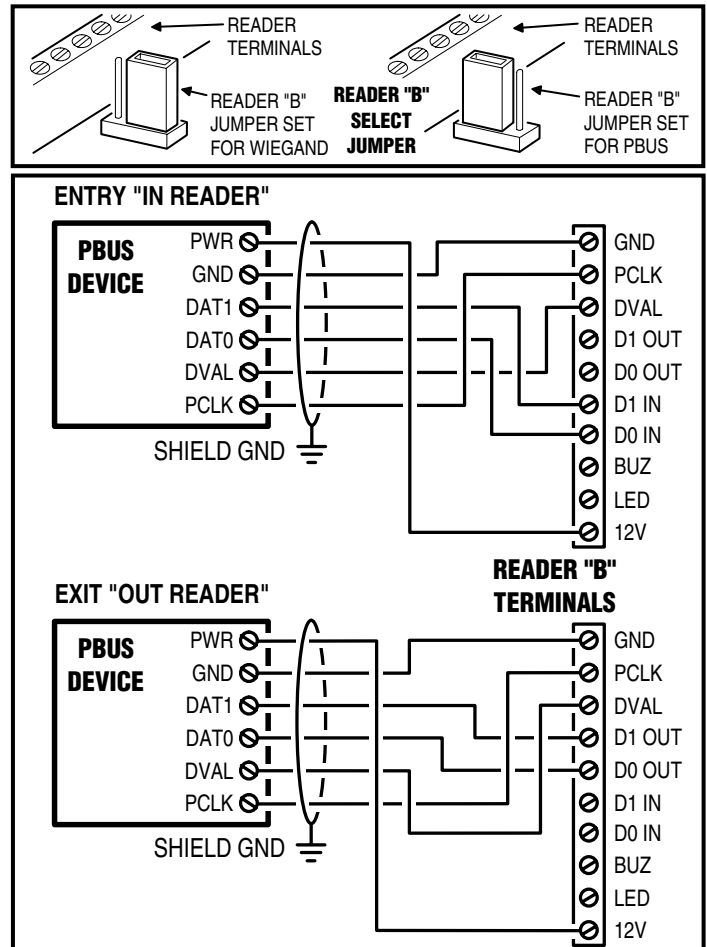 READER
TERMINALS
READER "B"
JUMPER SET
FOR WIEGAND
READER "B"
SELECT
JUMPER
READER
TERMINALS
READER "B"
JUMPER SET
FOR PBUS
ENTRY "IN READER"
PBUS
DEVICE
PWR
GND
DAT1
DAT0
DVAL
PCLK
SHIELD GND
GND
PCLK
DVAL
D1 OUT
D0 OUT
D1 IN
D0 IN
BUZ
LED
12V
READER "B"
TERMINALS
EXIT "OUT READER"
PBUS
DEVICE
PWR
GND
DAT1
DAT0
DVAL
PCLK
SHIELD GND
GND
PCLK
DVAL
D1 OUT
D0 OUT
D1 IN
D0 IN
BUZ
LED
12V